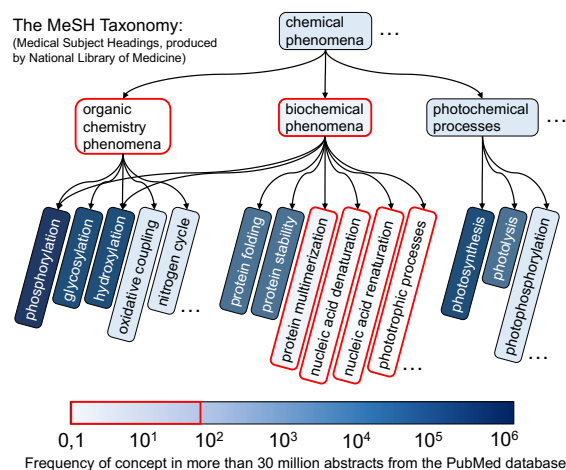 The MeSH Taxonomy:
(Medical Subject Headings, produced
by National Library of Medicine)
chemical
phenomena
...
organic
chemistry
phenomena
biochemical
phenomena
photochemical
processes
...
phosphorylation
glycosylation
hydroxylation
oxidative coupling
nitrogen cycle
...
protein folding
protein stability
protein multimerization
nucleic acid denaturation
nucleic acid renaturation
phototrophic processes
...
photosynthesis
photolysis
photophosphorylation
...
0,1 10¹ 10² 10³ 10⁴ 10⁵ 10⁶
Frequency of concept in more than 30 million abstracts from the PubMed database